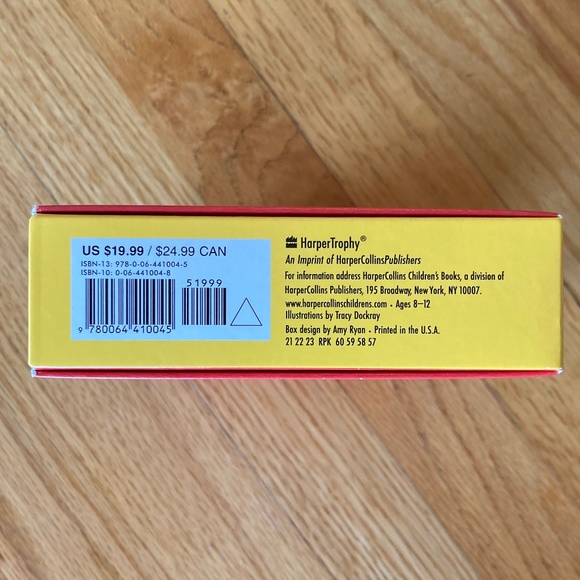 US $19.99 / $24.99 CAN
ISBN-13: 978-0-06-441004-5
ISBN-10: 0-06-441004-8
51999
9 780064 410045
HarperTrophy®
An Imprint of HarperCollinsPublishers
For information address HarperCollins Children's Books, a division of
HarperCollins Publishers, 195 Broadway, New York, NY 10007.
www.harpercollinschildrens.com • Ages 8–12
Illustrations by Tracy Dockray
Box design by Amy Ryan • Printed in the U.S.A.
21 22 23 RPK 60 59 58 57